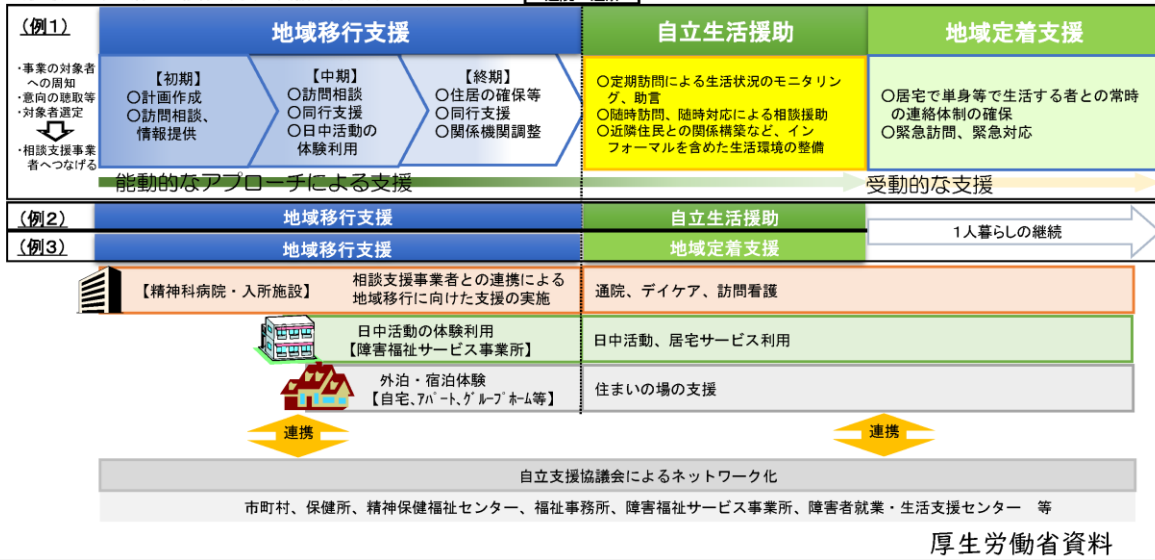 (例1)
地域移行支援
自立生活援助
地域定着支援
・事業の対象者
への周知
・意向の聴取等
・対象者選定
・相談支援事業
者へつなげる
【初期】
○計画作成
○訪問相談、
情報提供
【中期】
○訪問相談
○同行支援
○日中活動の
体験利用
【終期】
○住居の確保等
○同行支援
○関係機関調整
○定期訪問による生活状況のモニタリン
グ、助言
○随時訪問、随時対応による相談援助
○近隣住民との関係構築など、イン
フォーマルを含めた生活環境の整備
○居宅で単身等で生活する者との常時
の連絡体制の確保
○緊急訪問、緊急対応
能動的なアプローチによる支援
受動的な支援
(例2)
地域移行支援
自立生活援助
(例3)
地域移行支援
地域定着支援
1人暮らしの継続
【精神科病院・入所施設】
相談支援事業者との連携による
地域移行に向けた支援の実施
通院、デイケア、訪問看護
日中活動の体験利用
【障害福祉サービス事業所】
日中活動、居宅サービス利用
外泊・宿泊体験
【自宅、アパート、グループホーム等】
住まいの場の支援
連携
連携
自立支援協議会によるネットワーク化
市町村、保健所、精神保健福祉センター、福祉事務所、障害福祉サービス事業所、障害者就業・生活支援センター 等
厚生労働省資料